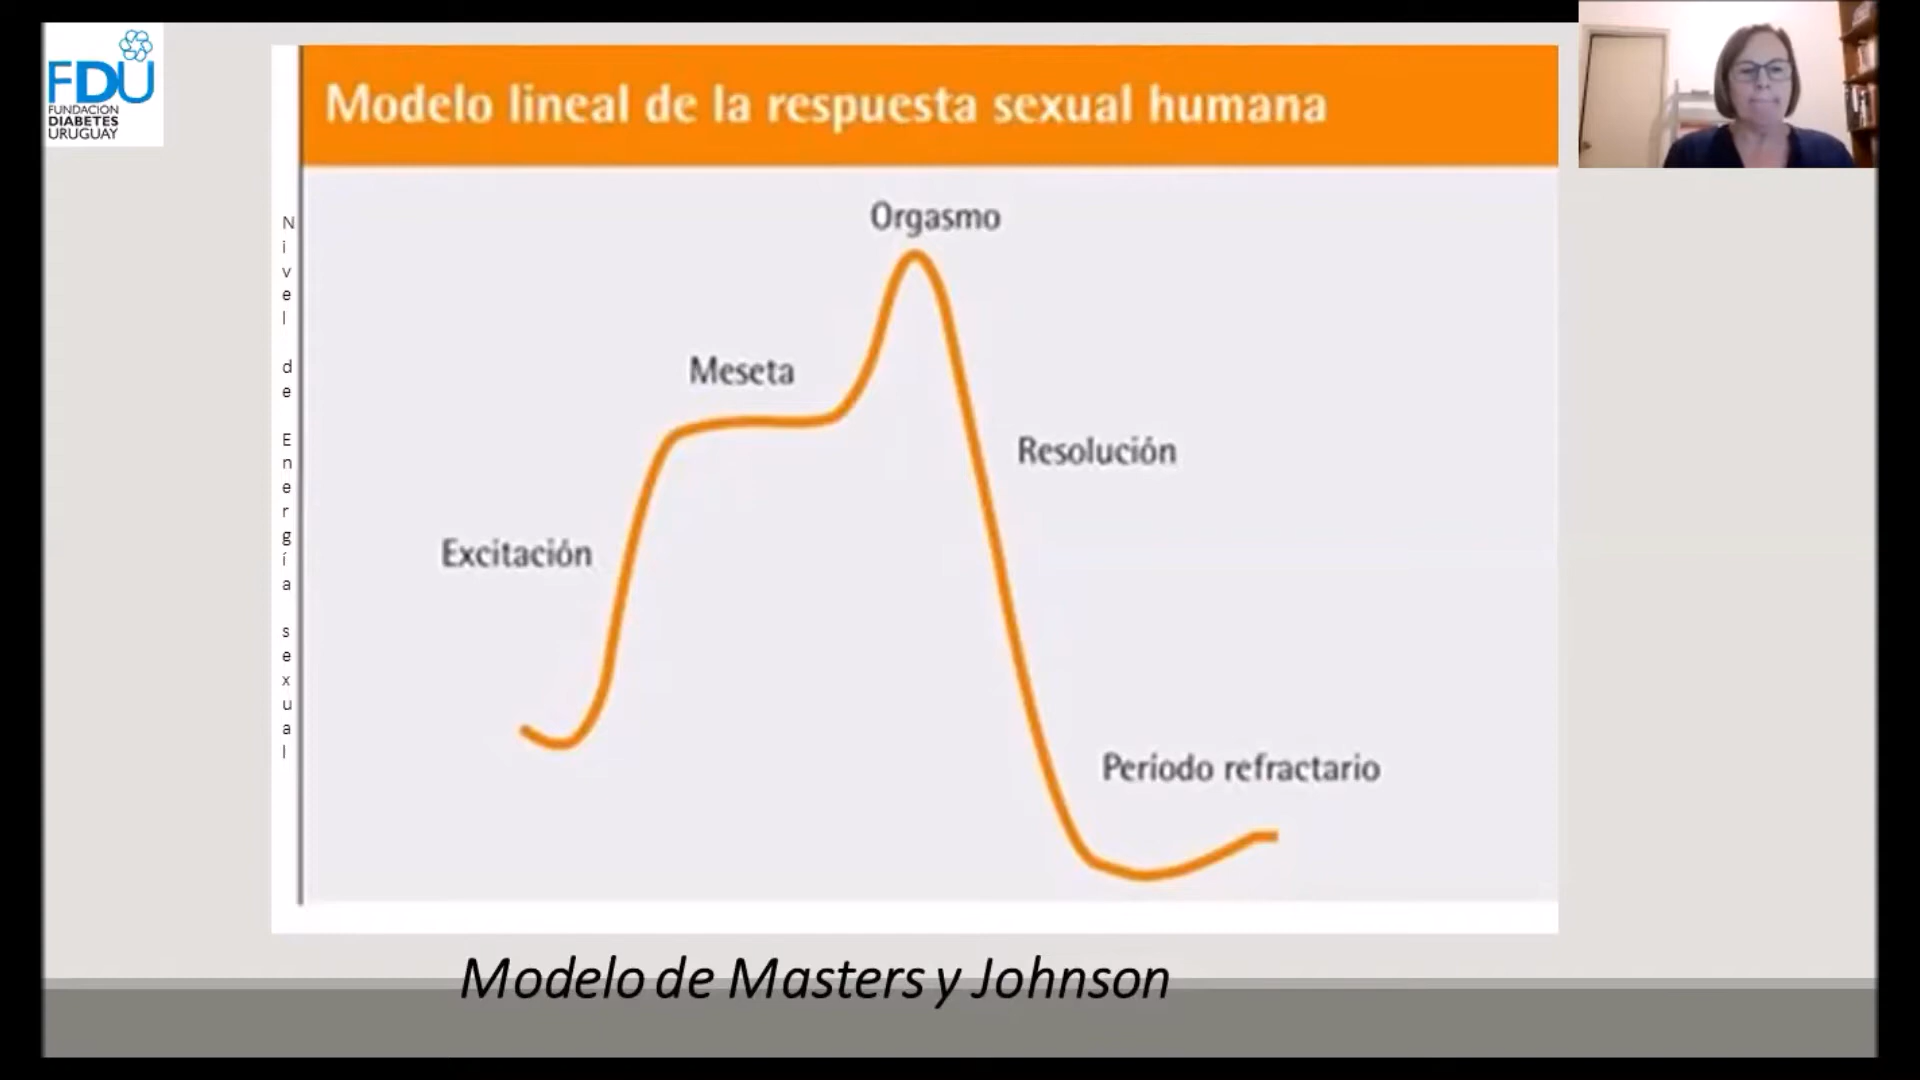 FDU
FUNDACIÓN
DIABETES
URUGUAY
Modelo lineal de la respuesta sexual humana
Nivel de Energía sexual
Orgasmo
Meseta
Resolución
Excitación
Período refractario
Modelo de Masters y Johnson